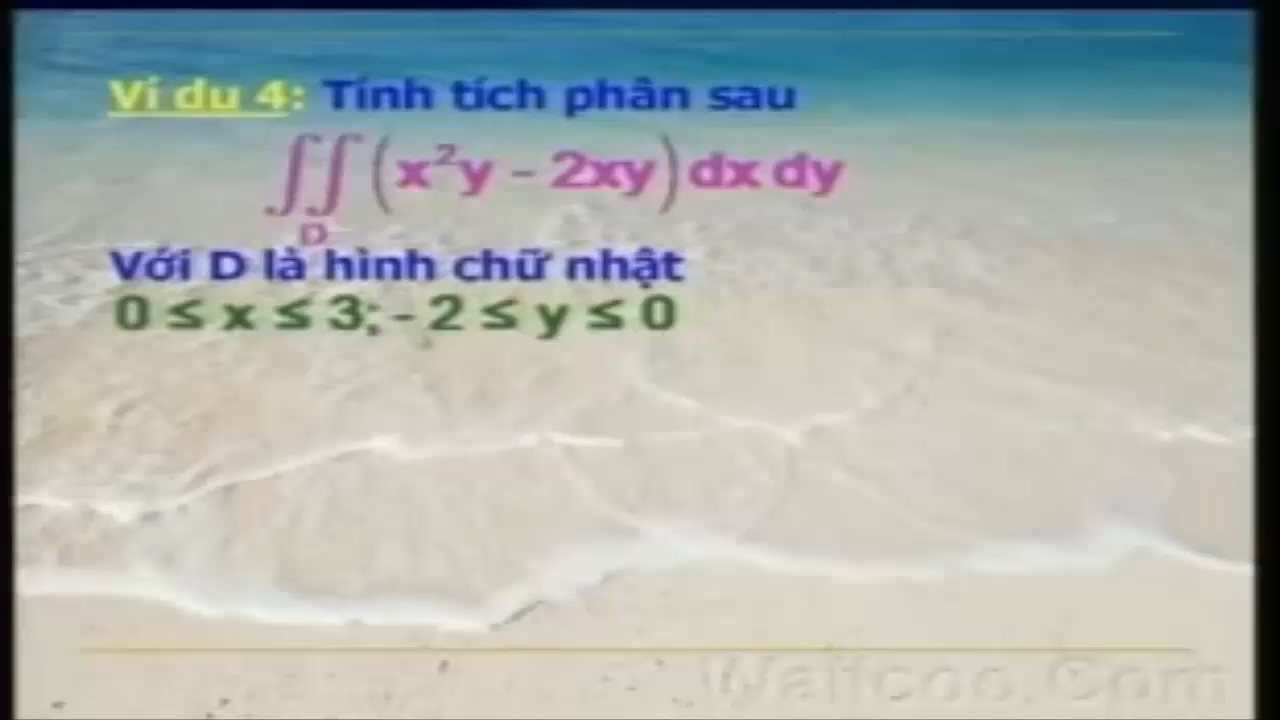 Ví dụ 4: Tính tích phân sau
∬_D (x²y - 2xy) dx dy
Với D là hình chữ nhật
0 ≤ x ≤ 3; - 2 ≤ y ≤ 0